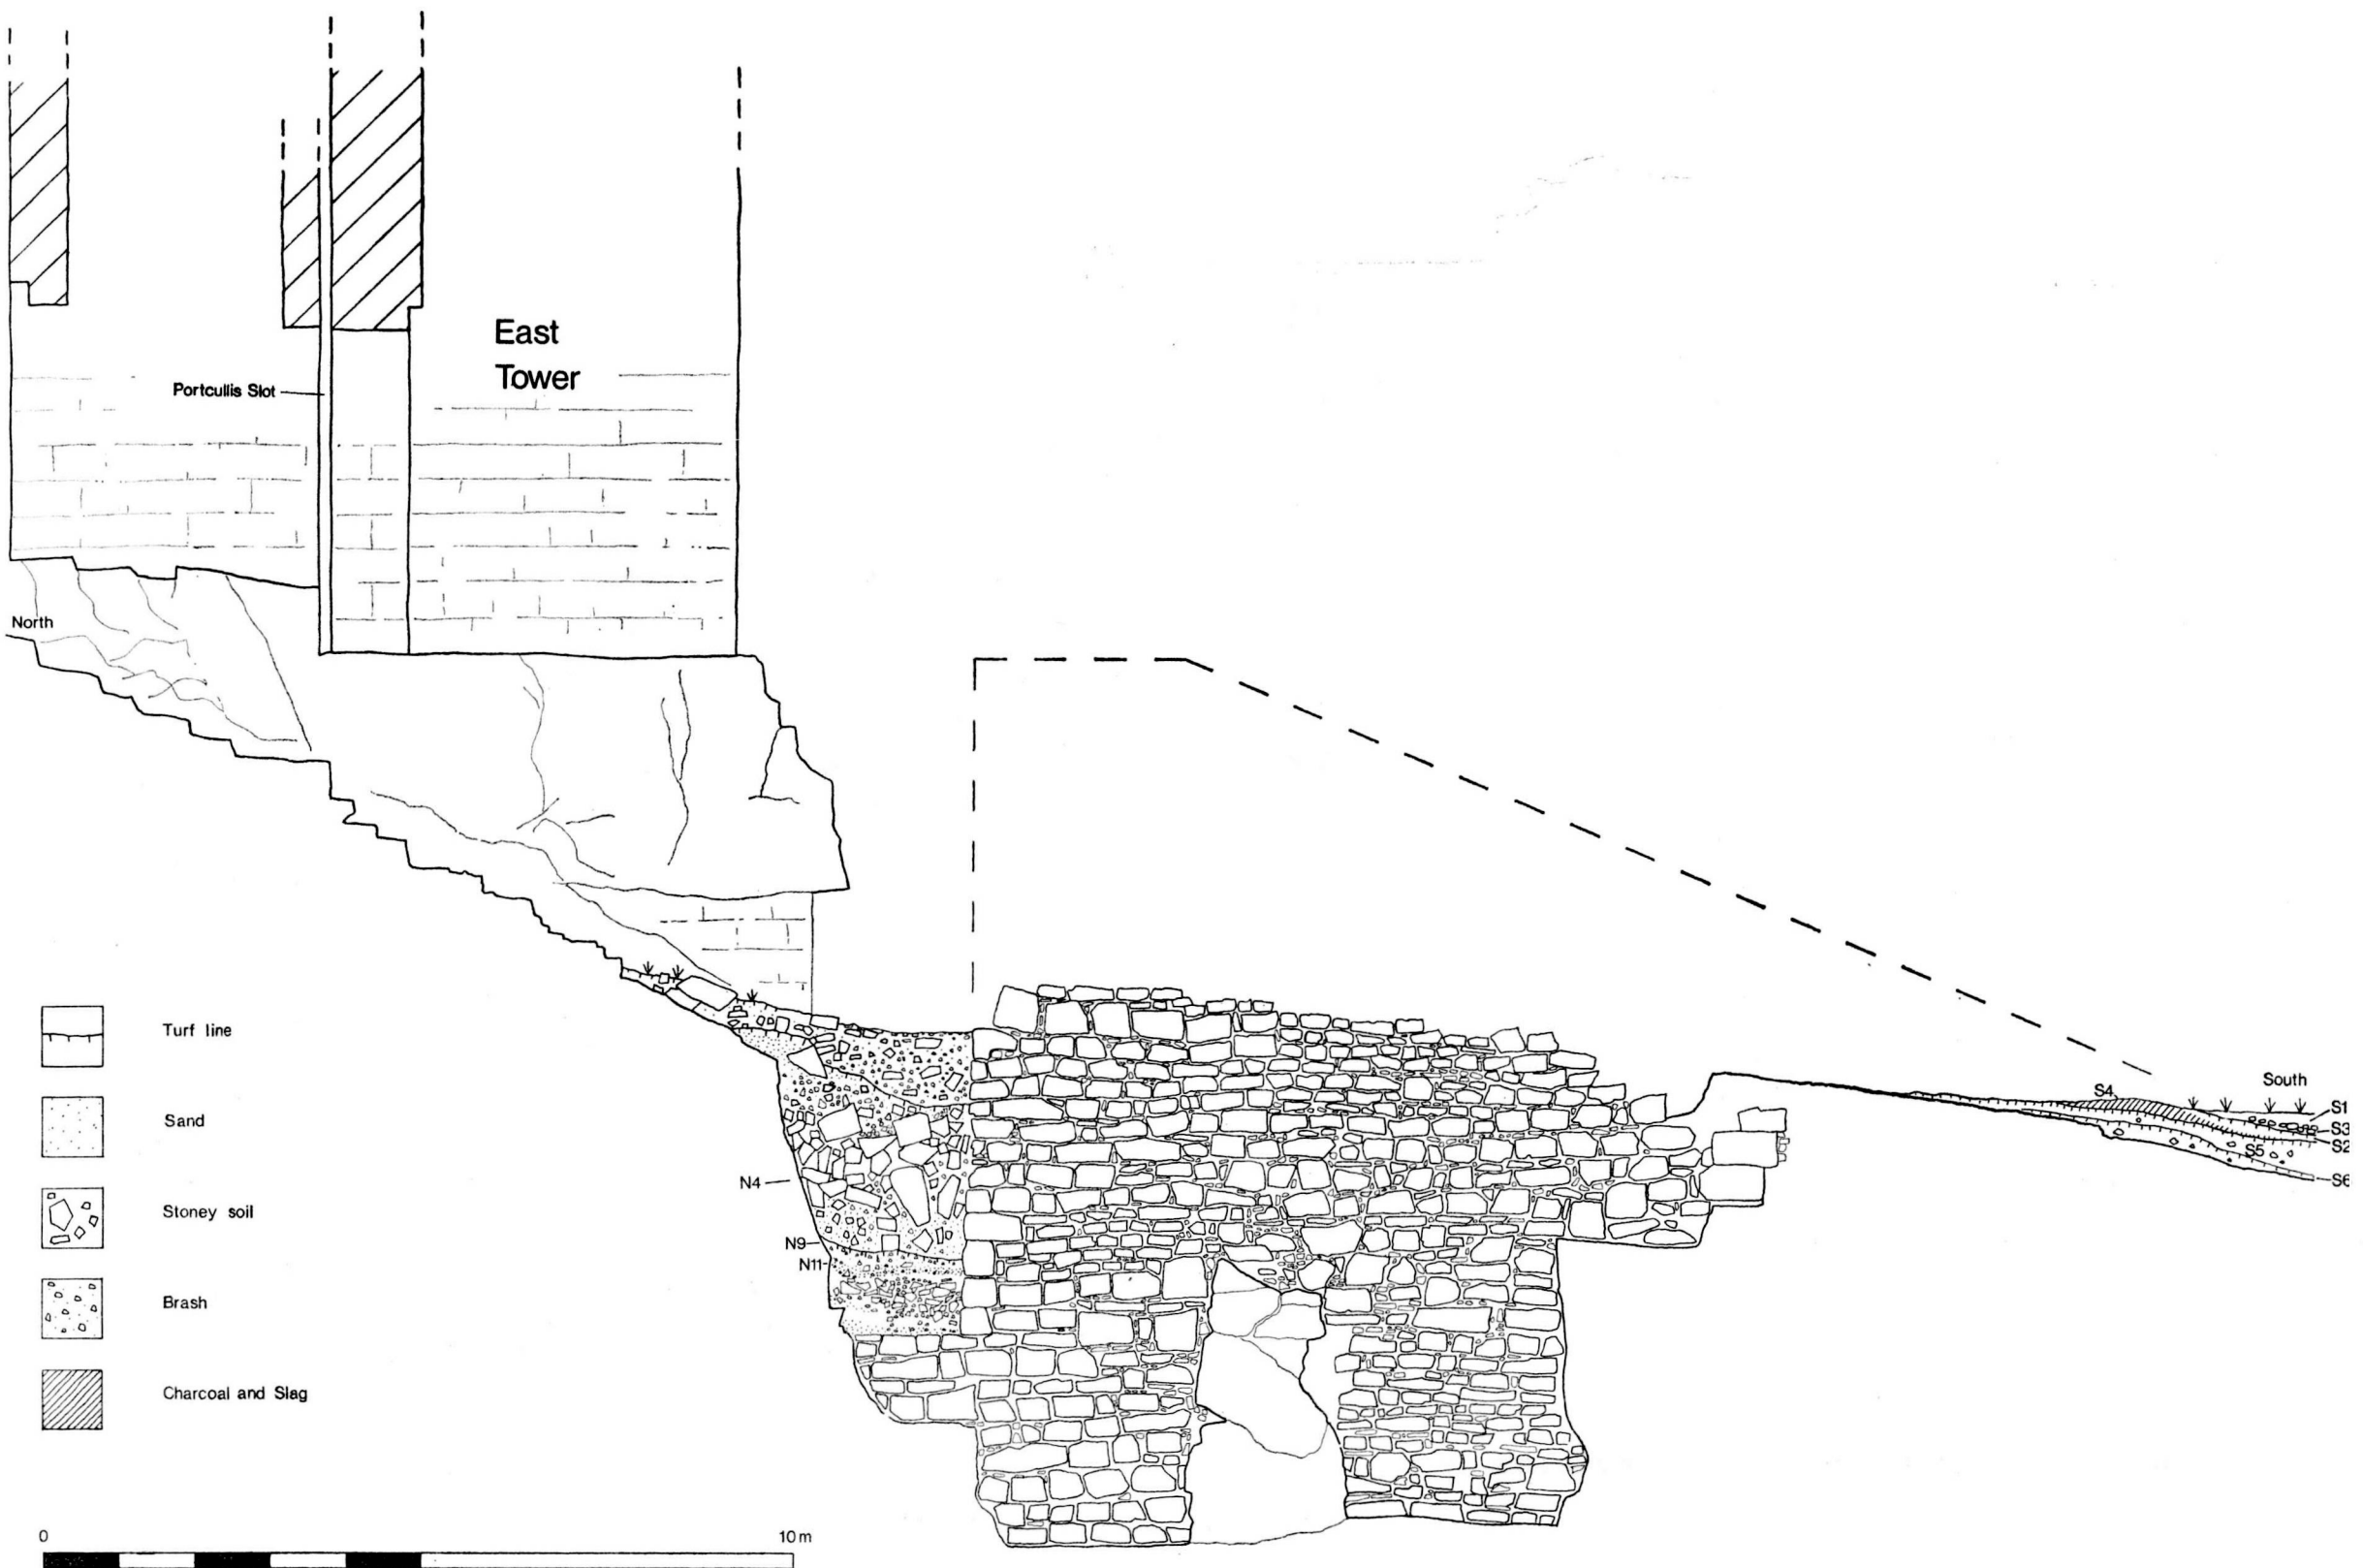 East
Tower
Portcullis Slot
North
Turf line
Sand
Stoney soil
Brash
Charcoal and Slag
N4
N9
N11
South
S4
S1
S3
S2
S5
S6
0 10 m